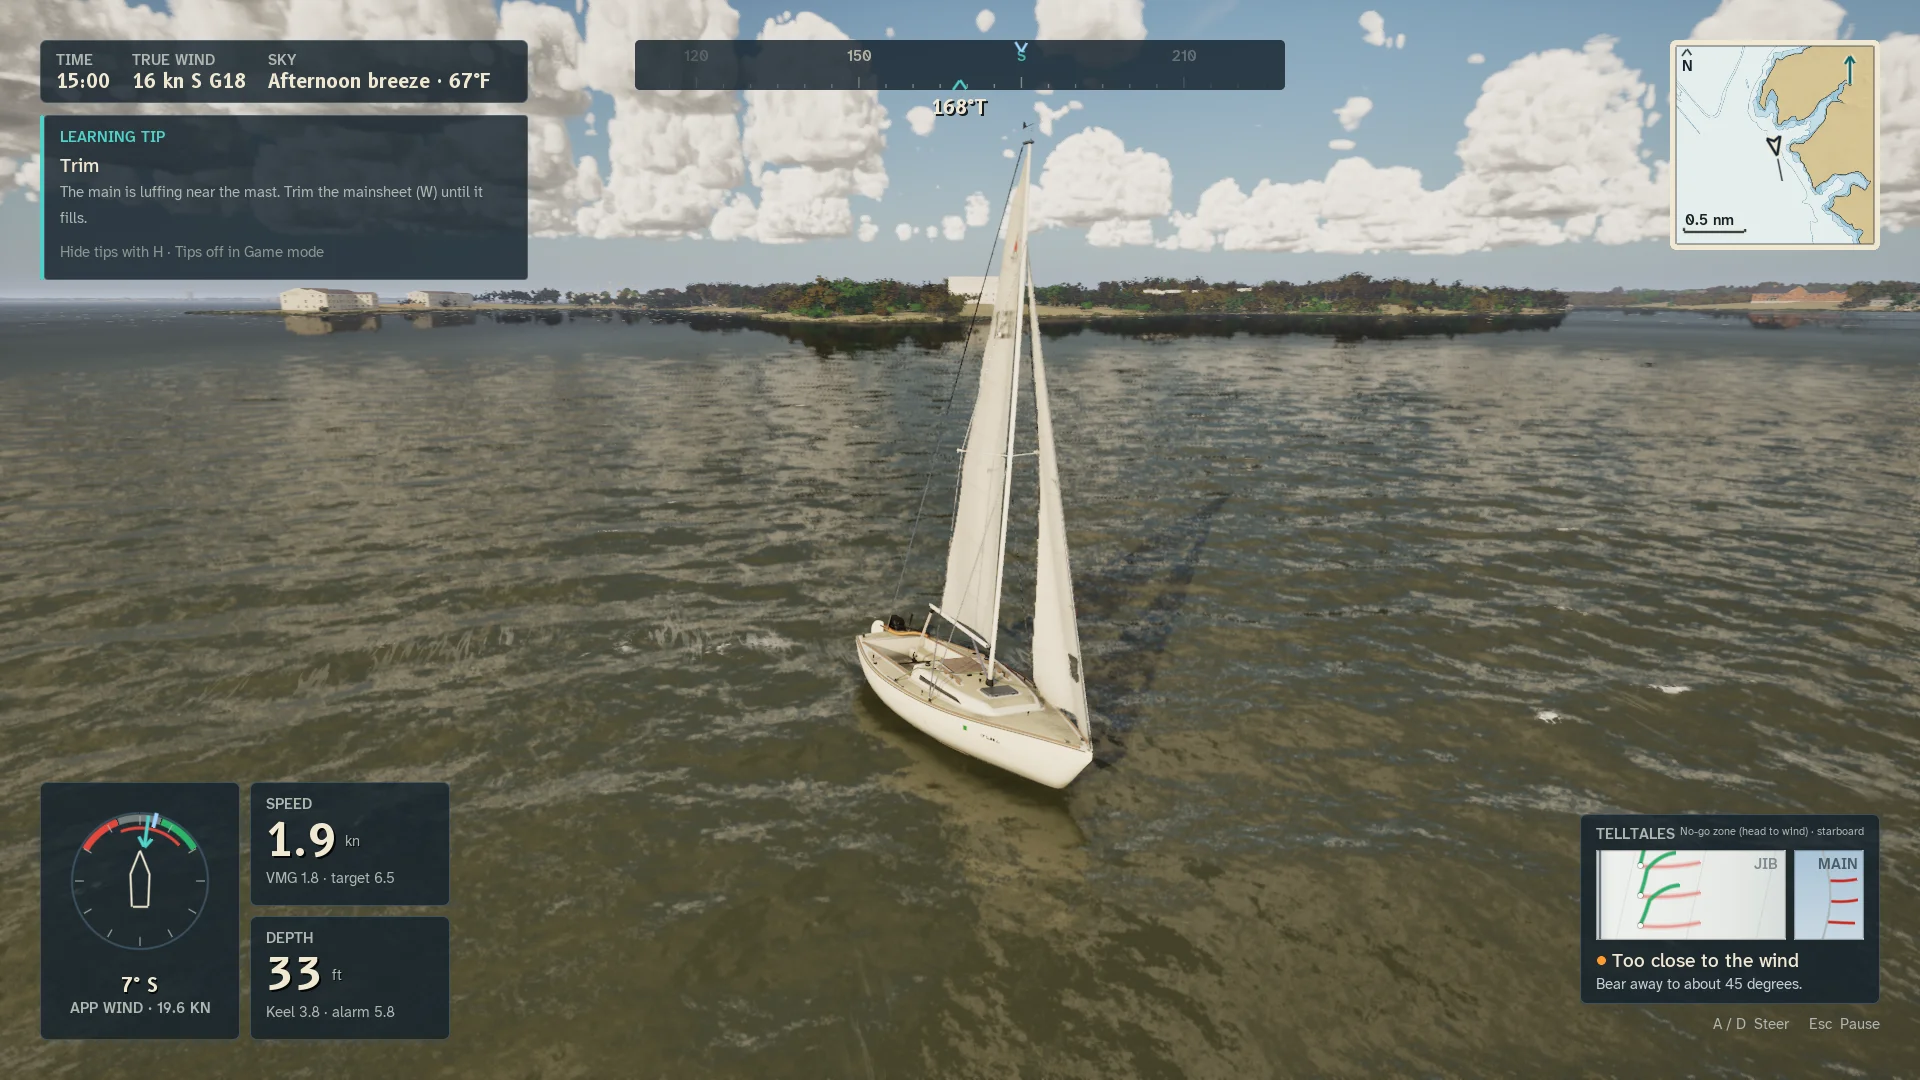 TIME
15:00
TRUE WIND
16 kn S G18
SKY
Afternoon breeze · 67°F
120
150
S
210
168°T
N
0.5 nm
LEARNING TIP
Trim
The main is luffing near the mast. Trim the mainsheet (W) until it
fills.
Hide tips with H · Tips off in Game mode
7° S
APP WIND · 19.6 KN
SPEED
1.9 kn
VMG 1.8 · target 6.5
DEPTH
33 ft
Keel 3.8 · alarm 5.8
TELLTALES No-go zone (head to wind) · starboard
JIB
MAIN
Too close to the wind
Bear away to about 45 degrees.
A / D Steer Esc Pause